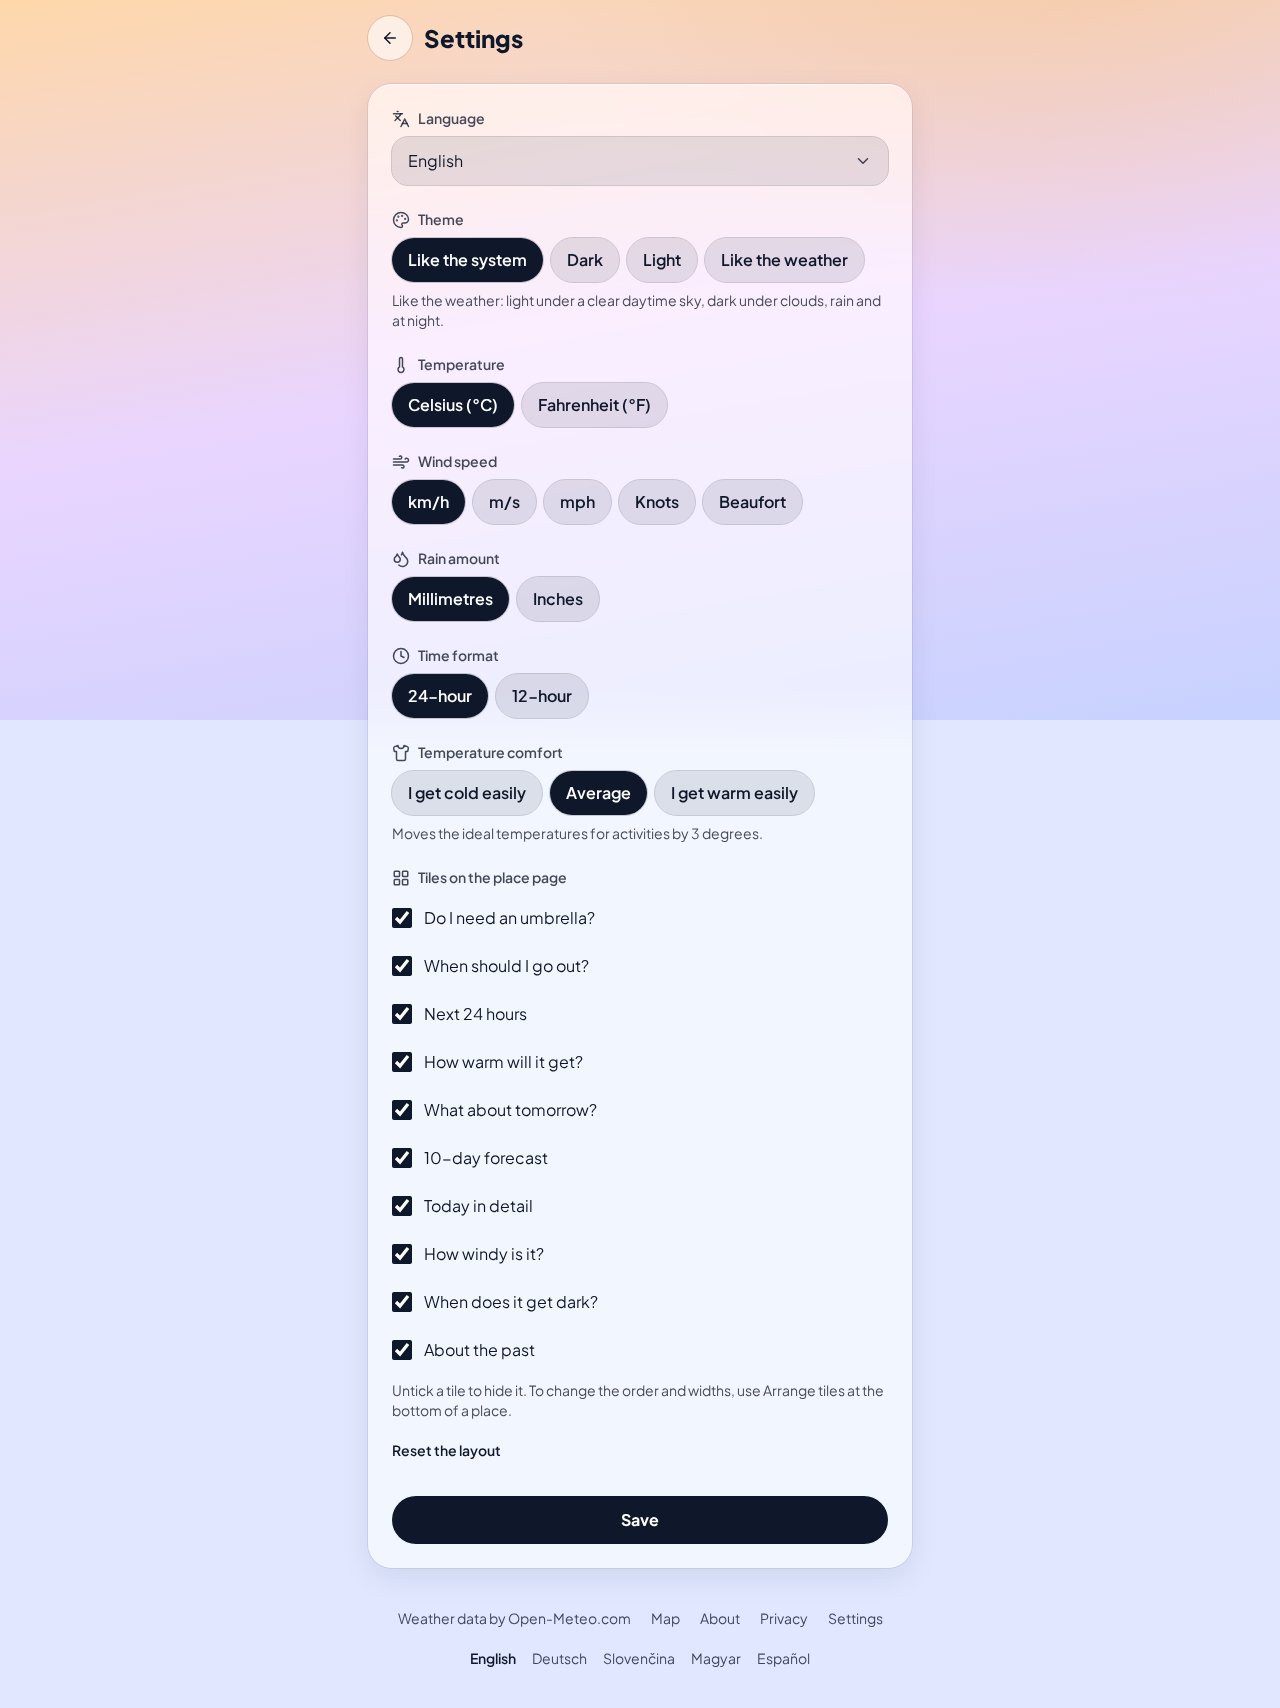 Settings
Language
English
Theme
Like the system
Dark
Light
Like the weather
Like the weather: light under a clear daytime sky, dark under clouds, rain and
at night.
Temperature
Celsius (°C)
Fahrenheit (°F)
Wind speed
km/h
m/s
mph
Knots
Beaufort
Rain amount
Millimetres
Inches
Time format
24-hour
12-hour
Temperature comfort
I get cold easily
Average
I get warm easily
Moves the ideal temperatures for activities by 3 degrees.
Tiles on the place page
Do I need an umbrella?
When should I go out?
Next 24 hours
How warm will it get?
What about tomorrow?
10-day forecast
Today in detail
How windy is it?
When does it get dark?
About the past
Untick a tile to hide it. To change the order and widths, use Arrange tiles at the
bottom of a place.
Reset the layout
Save
Weather data by Open-Meteo.com Map About Privacy Settings
English Deutsch Slovenčina Magyar Español